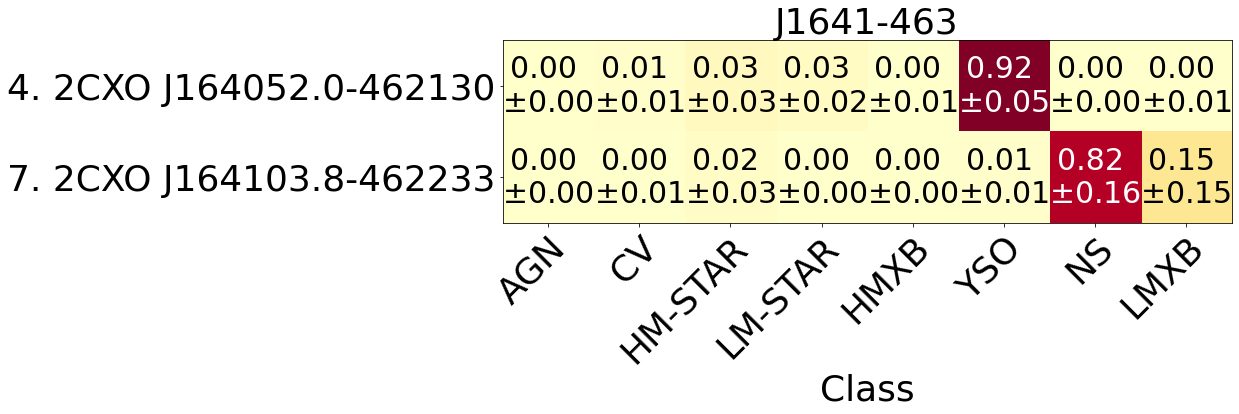 J1641-463
4. 2CXO J164052.0-462130
0.00 0.01 0.03 0.03 0.00 0.92 0.00 0.00
±0.00 ±0.01 ±0.03 ±0.02 ±0.01 ±0.05 ±0.00 ±0.01
7. 2CXO J164103.8-462233
0.00 0.00 0.02 0.00 0.00 0.01 0.82 0.15
±0.00 ±0.01 ±0.03 ±0.00 ±0.00 ±0.01 ±0.16 ±0.15
AGN CV HM-STAR LM-STAR HMXB YSO NS LMXB
Class